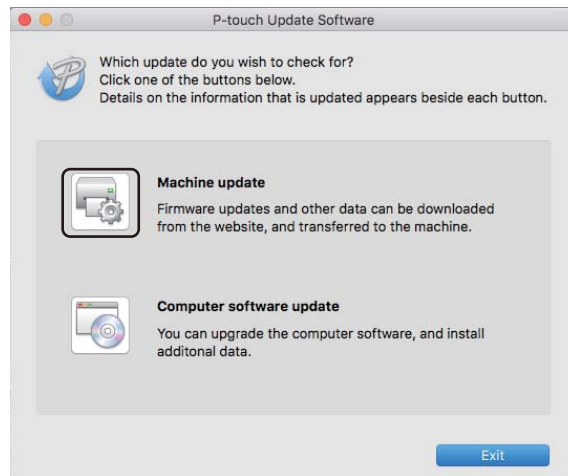 P-touch Update Software
Which update do you wish to check for?
Click one of the buttons below.
Details on the information that is updated appears beside each button.
Machine update
Firmware updates and other data can be downloaded
from the website, and transferred to the machine.
Computer software update
You can upgrade the computer software, and install
additonal data.
Exit